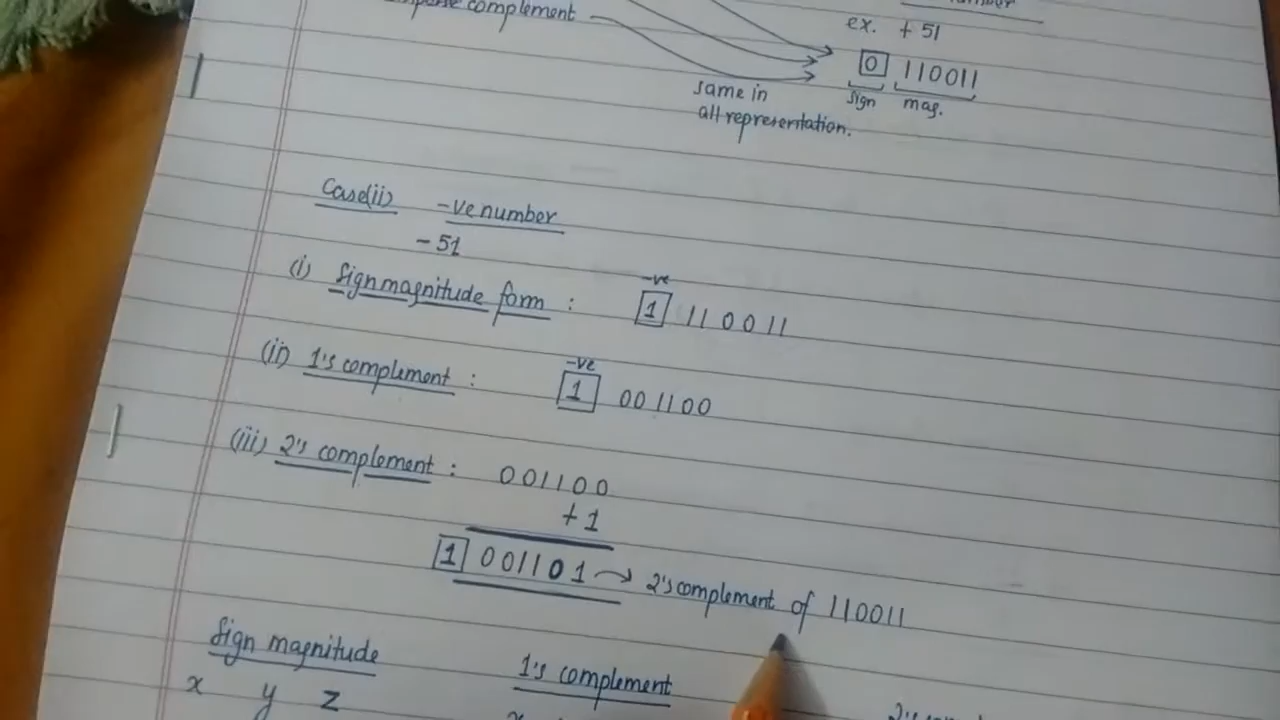 complement
ex. + 51
0 110011
sign mag.
same in
all representation.
Case(ii) -ve number
- 51
(i) Sign magnitude form : -ve
1 110011
(ii) 1's complement : -ve
1 001100
(iii) 2's complement : 001100
+ 1
1 001101 → 2's complement of 110011
Sign magnitude
x y z
1's complement